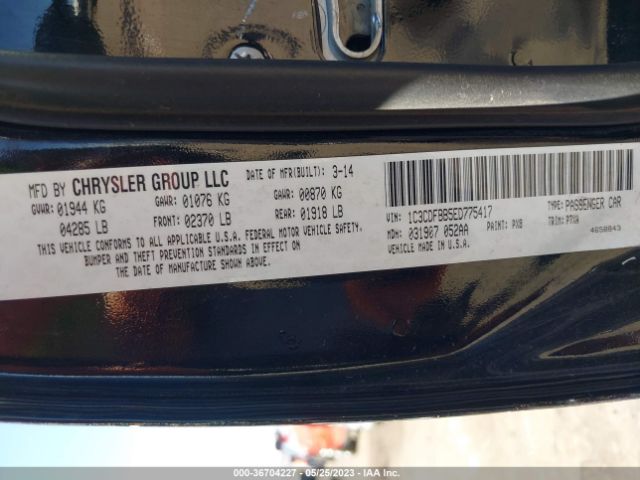 MFD BY CHRYSLER GROUP LLC DATE OF MFR(BUILT): 3-14
GVWR: 01944 KG GAWR: 01076 KG GAWR: 00870 KG
04285 LB FRONT: 02370 LB REAR: 01918 LB
THIS VEHICLE CONFORMS TO ALL APPLICABLE U.S.A. FEDERAL MOTOR VEHICLE SAFETY,
BUMPER AND THEFT PREVENTION STANDARDS IN EFFECT ON
THE DATE OF MANUFACTURE SHOWN ABOVE. MADE IN U.S.A.
VIN: 1C3CDFBB5ED775417 TYPE: PASSENGER CAR
MDH: 031907 052AA PAINT: PXB TRIM:
4650843
000-36704227 - 05/25/2023 - IAA Inc.